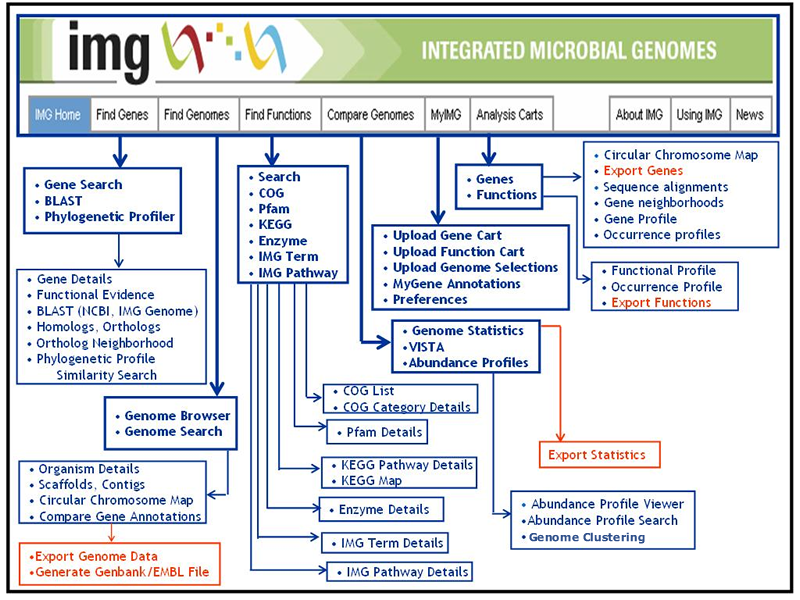 img
INTEGRATED MICROBIAL GENOMES
IMG Home
Find Genes
Find Genomes
Find Functions
Compare Genomes
MyIMG
Analysis Carts
About IMG
Using IMG
News
• Gene Search
• BLAST
• Phylogenetic Profiler
• Gene Details
• Functional Evidence
• BLAST (NCBI, IMG Genome)
• Homologs, Orthologs
• Ortholog Neighborhood
• Phylogenetic Profile
Similarity Search
• Genome Browser
• Genome Search
• Organism Details
• Scaffolds, Contigs
• Circular Chromosome Map
• Compare Gene Annotations
• Export Genome Data
• Generate Genbank/EMBL File
• Search
• COG
• Pfam
• KEGG
• Enzyme
• IMG Term
• IMG Pathway
• COG List
• COG Category Details
• Pfam Details
• KEGG Pathway Details
• KEGG Map
• Enzyme Details
• IMG Term Details
• IMG Pathway Details
• Genome Statistics
• VISTA
• Abundance Profiles
Export Statistics
• Abundance Profile Viewer
• Abundance Profile Search
• Genome Clustering
• Upload Gene Cart
• Upload Function Cart
• Upload Genome Selections
• MyGene Annotations
• Preferences
• Genes
• Functions
• Circular Chromosome Map
• Export Genes
• Sequence alignments
• Gene neighborhoods
• Gene Profile
• Occurrence profiles
• Functional Profile
• Occurrence Profile
• Export Functions